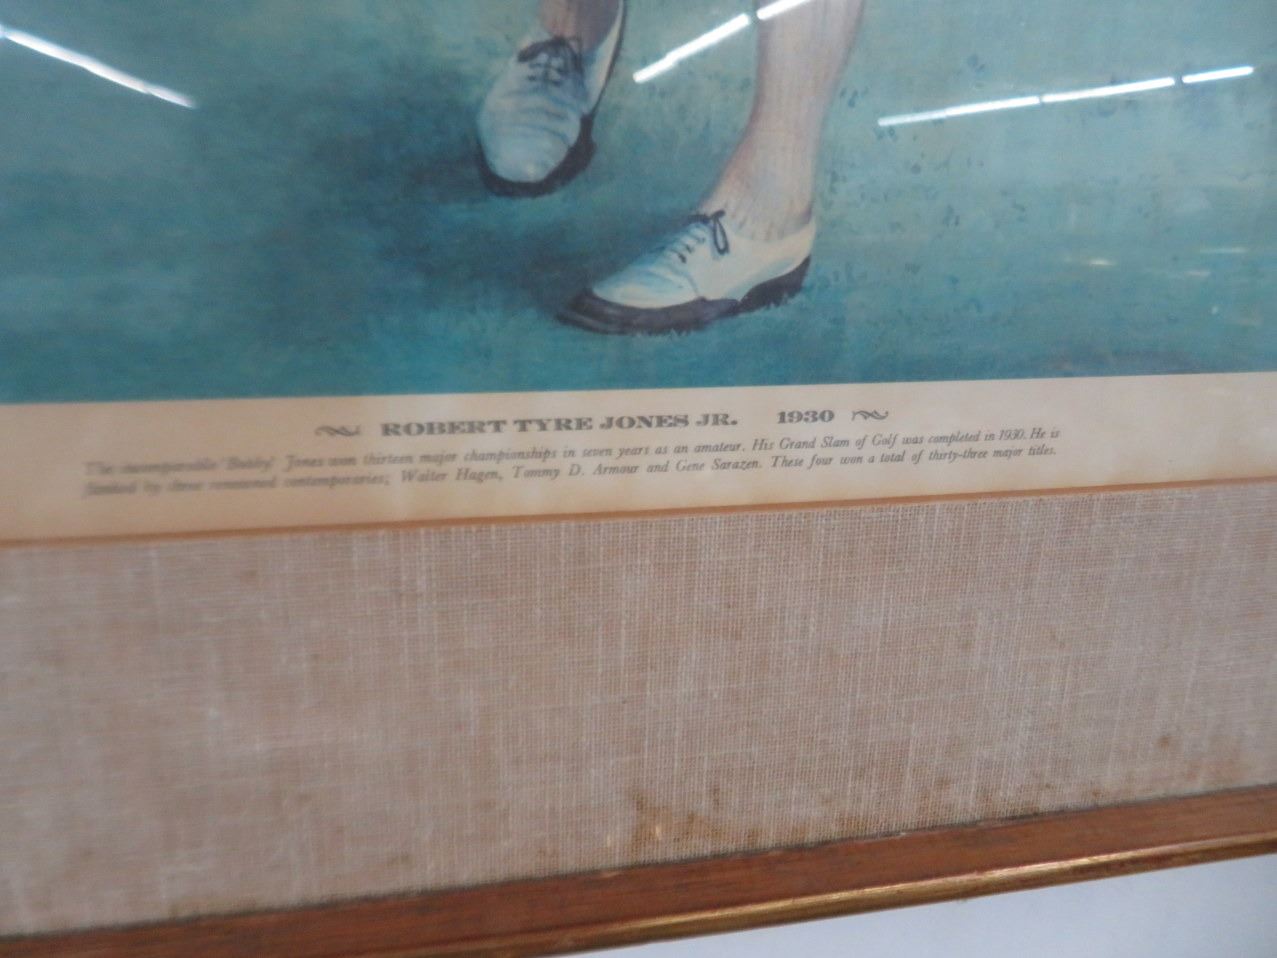 ROBERT TYRE JONES JR. 1930
The incomparable 'Bobby' Jones won thirteen major championships in seven years as an amateur. His Grand Slam of Golf was completed in 1930. He is
flanked by three renowned contemporaries; Walter Hagen, Tommy D. Armour and Gene Sarazen. These four won a total of thirty-three major titles.